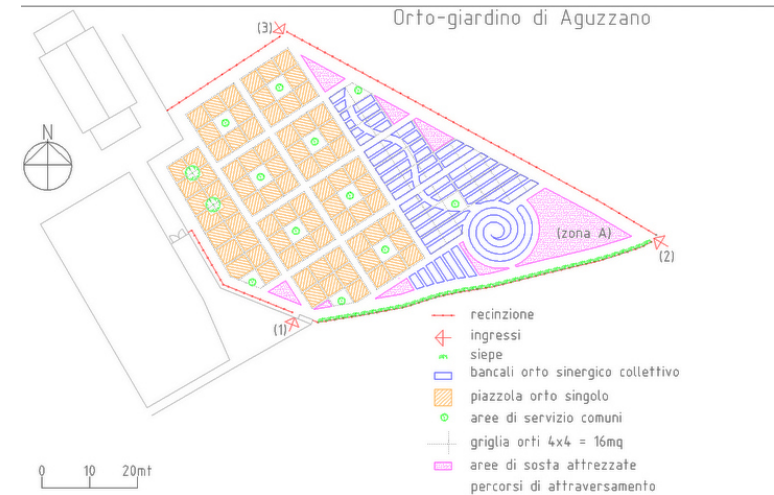 Orto-giardino di Aguzzano
(3)
N
(zona A)
(2)
(1)
recinzione
ingressi
siepe
bancali orto sinergico collettivo
piazzola orto singolo
aree di servizio comuni
griglia orti 4x4 = 16mq
aree di sosta attrezzate
percorsi di attraversamento
0 10 20mt